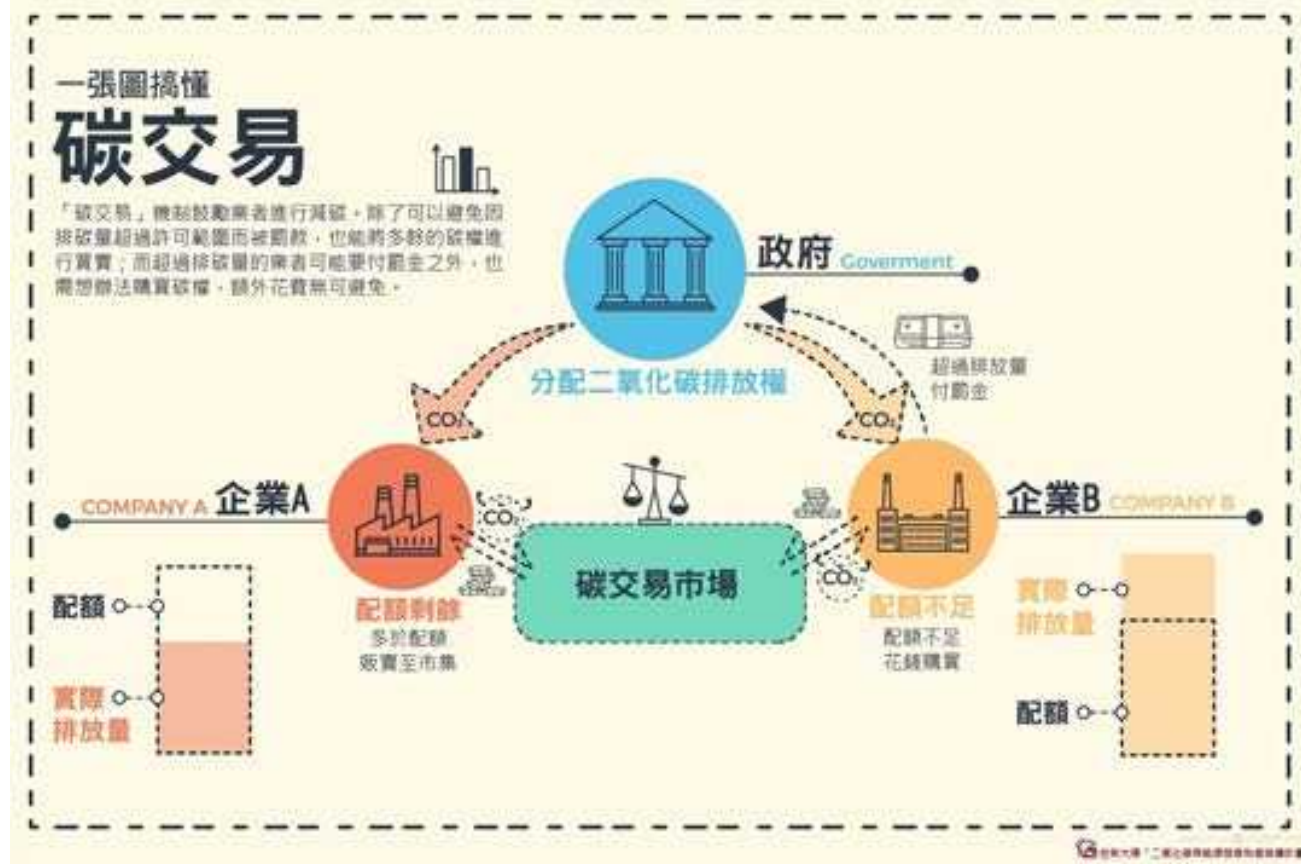 一張圖搞懂
碳交易
「碳交易」機制鼓勵業者進行減碳，除了可以避免因
排碳量超過許可範圍而被罰款，也能將多餘的碳權進
行買賣；而超過排碳量的業者可能要付罰金之外，也
需想辦法購買碳權，額外花費無可避免。
政府 Goverment
分配二氧化碳排放權
超過排放量
付罰金
CO₂
CO₂
COMPANY A 企業A
企業B COMPANY B
CO₂
CO₂
碳交易市場
配額剩餘
多於配額
販賣至市集
配額不足
配額不足
花錢購買
配額
實際
排放量
實際
排放量
配額